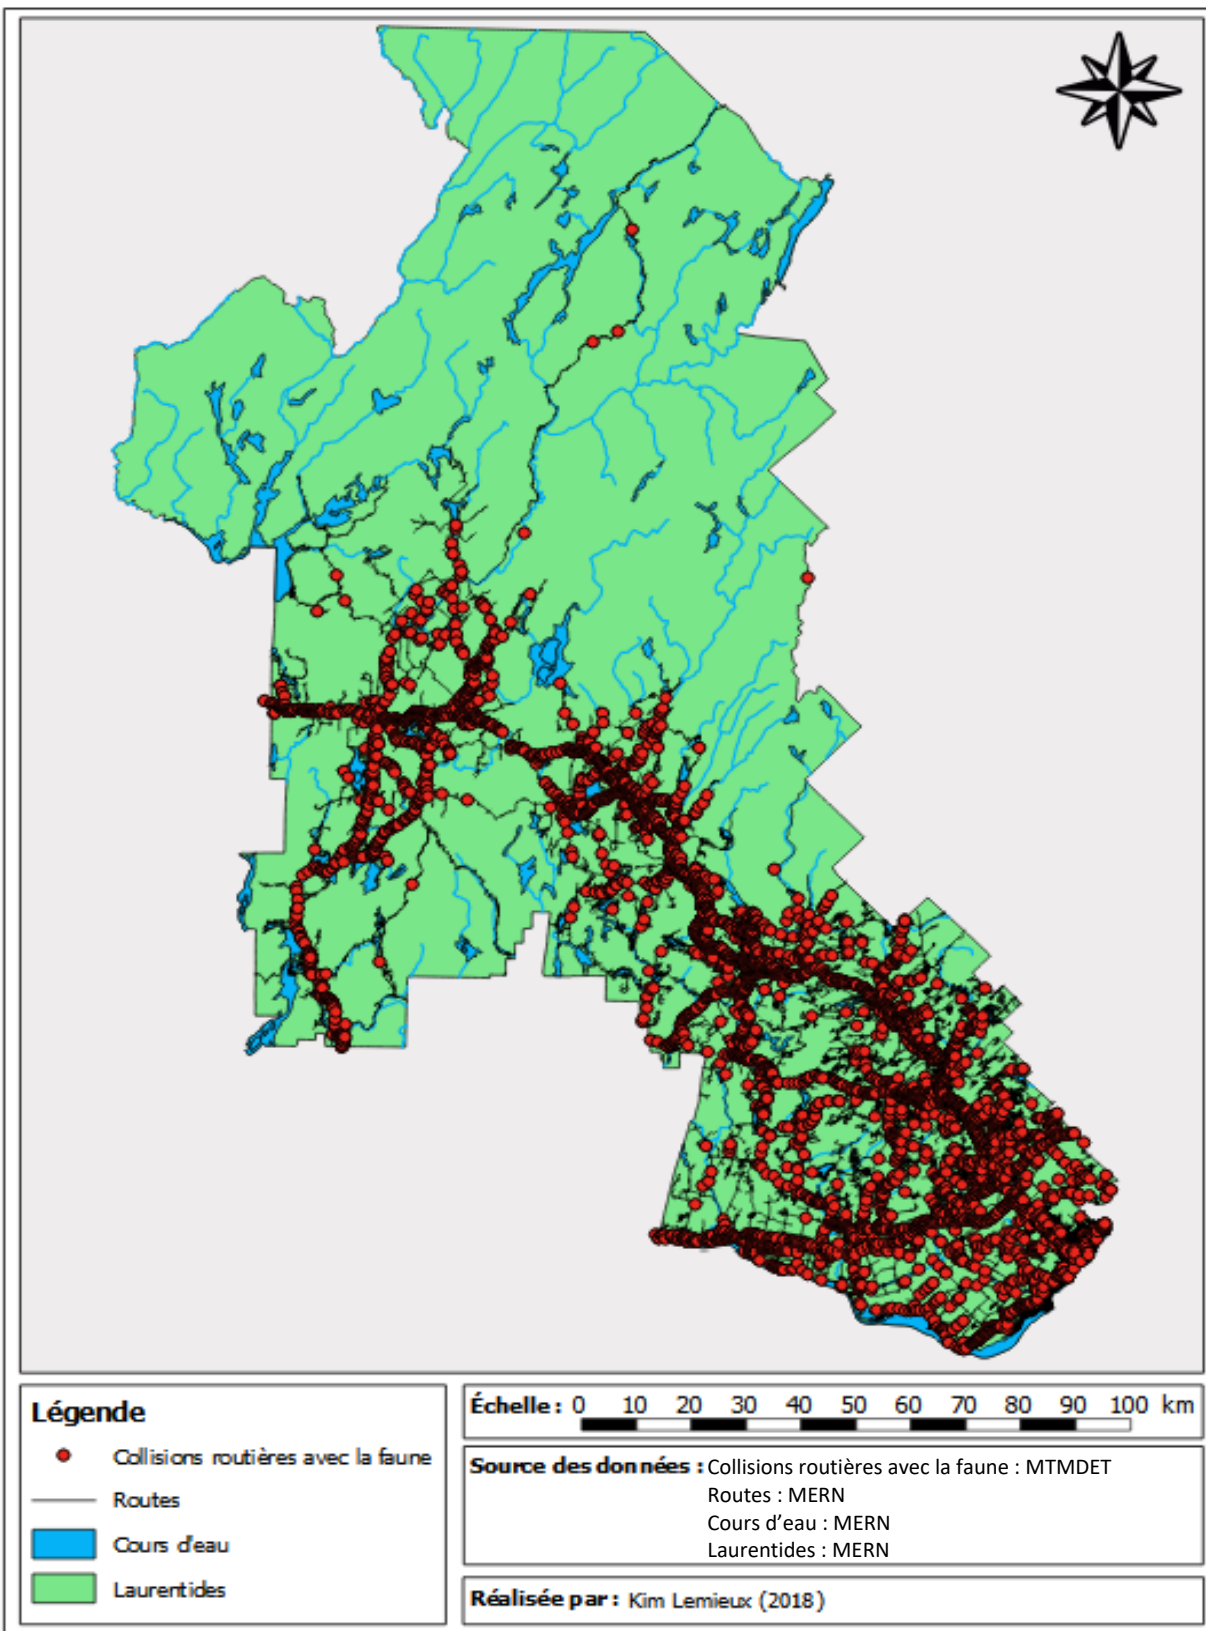 Légende
Collisions routières avec la faune
Routes
Cours d'eau
Laurentides
Échelle : 0 10 20 30 40 50 60 70 80 90 100 km
Source des données : Collisions routières avec la faune : MTMDET
Routes : MERN
Cours d’eau : MERN
Laurentides : MERN
Réalisée par : Kim Lemieux (2018)